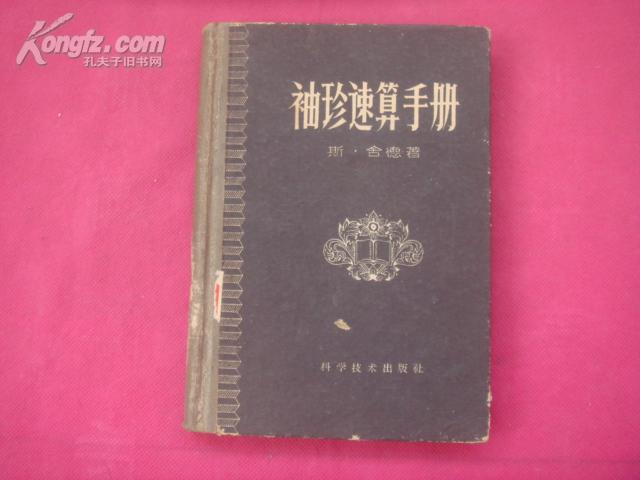 Kongfz.com
孔夫子旧书网
袖珍速算手册
斯·舍德著
科学技术出版社